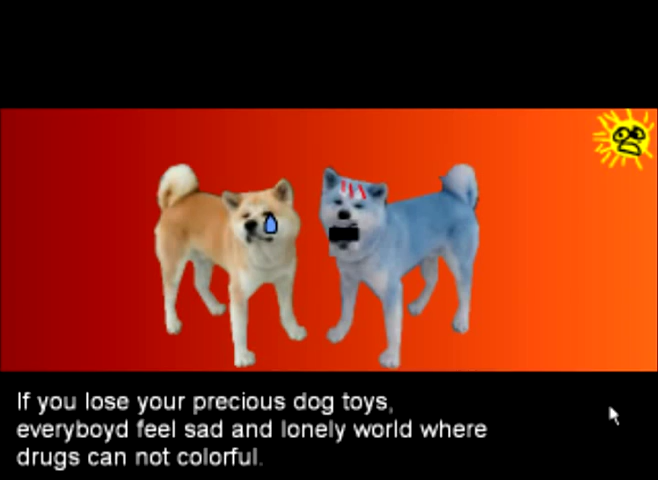 If you lose your precious dog toys,
everyboyd feel sad and lonely world where
drugs can not colorful.